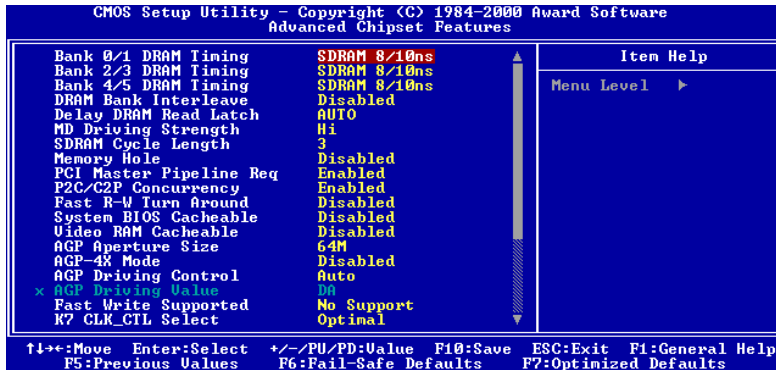 CMOS Setup Utility – Copyright (C) 1984–2000 Award Software
Advanced Chipset Features
Bank 0/1 DRAM Timing SDRAM 8/10ns
Bank 2/3 DRAM Timing SDRAM 8/10ns
Bank 4/5 DRAM Timing SDRAM 8/10ns
DRAM Bank Interleave Disabled
Delay DRAM Read Latch AUTO
MD Driving Strength Hi
SDRAM Cycle Length 3
Memory Hole Disabled
PCI Master Pipeline Req Enabled
P2C/C2P Concurrency Enabled
Fast R-W Turn Around Disabled
System BIOS Cacheable Disabled
Video RAM Cacheable Disabled
AGP Aperture Size 64M
AGP-4X Mode Disabled
AGP Driving Control Auto
x AGP Driving Value DA
Fast Write Supported No Support
K7 CLK_CTL Select Optimal
Item Help
Menu Level ▶
↑↓→←:Move Enter:Select +/-/PU/PD:Value F10:Save ESC:Exit F1:General Help
F5:Previous Values F6:Fail-Safe Defaults F7:Optimized Defaults